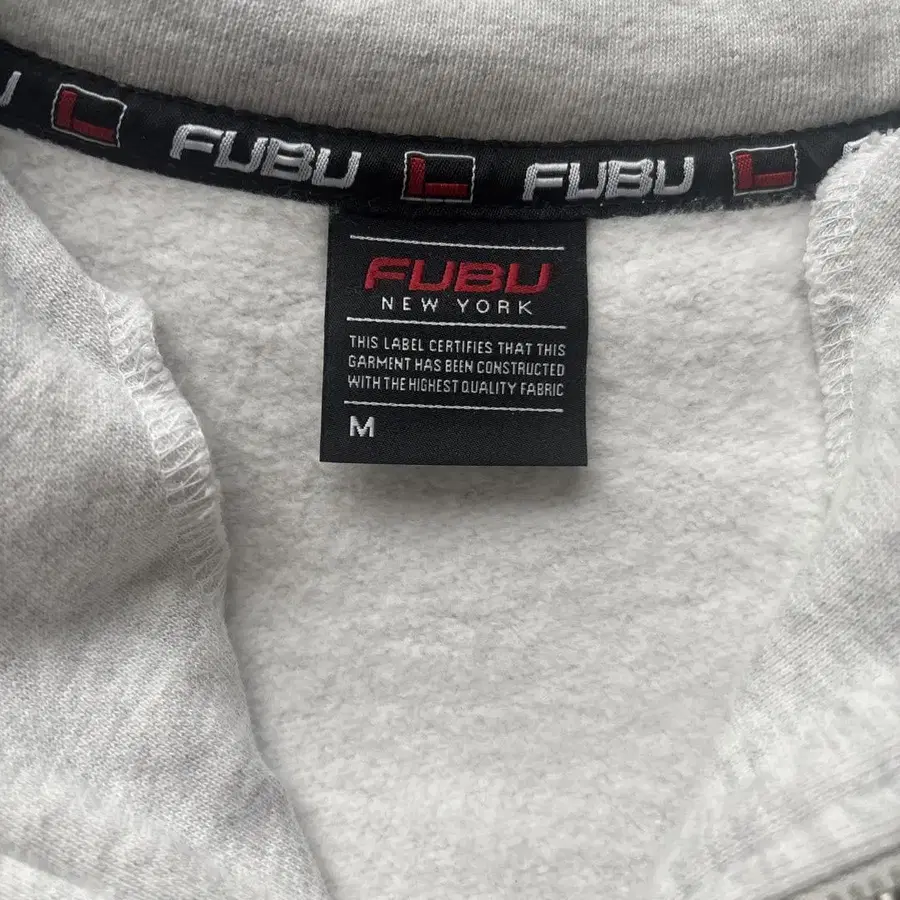 FUBU FUBU
FUBU
NEW YORK
THIS LABEL CERTIFIES THAT THIS
GARMENT HAS BEEN CONSTRUCTED
WITH THE HIGHEST QUALITY FABRIC
M